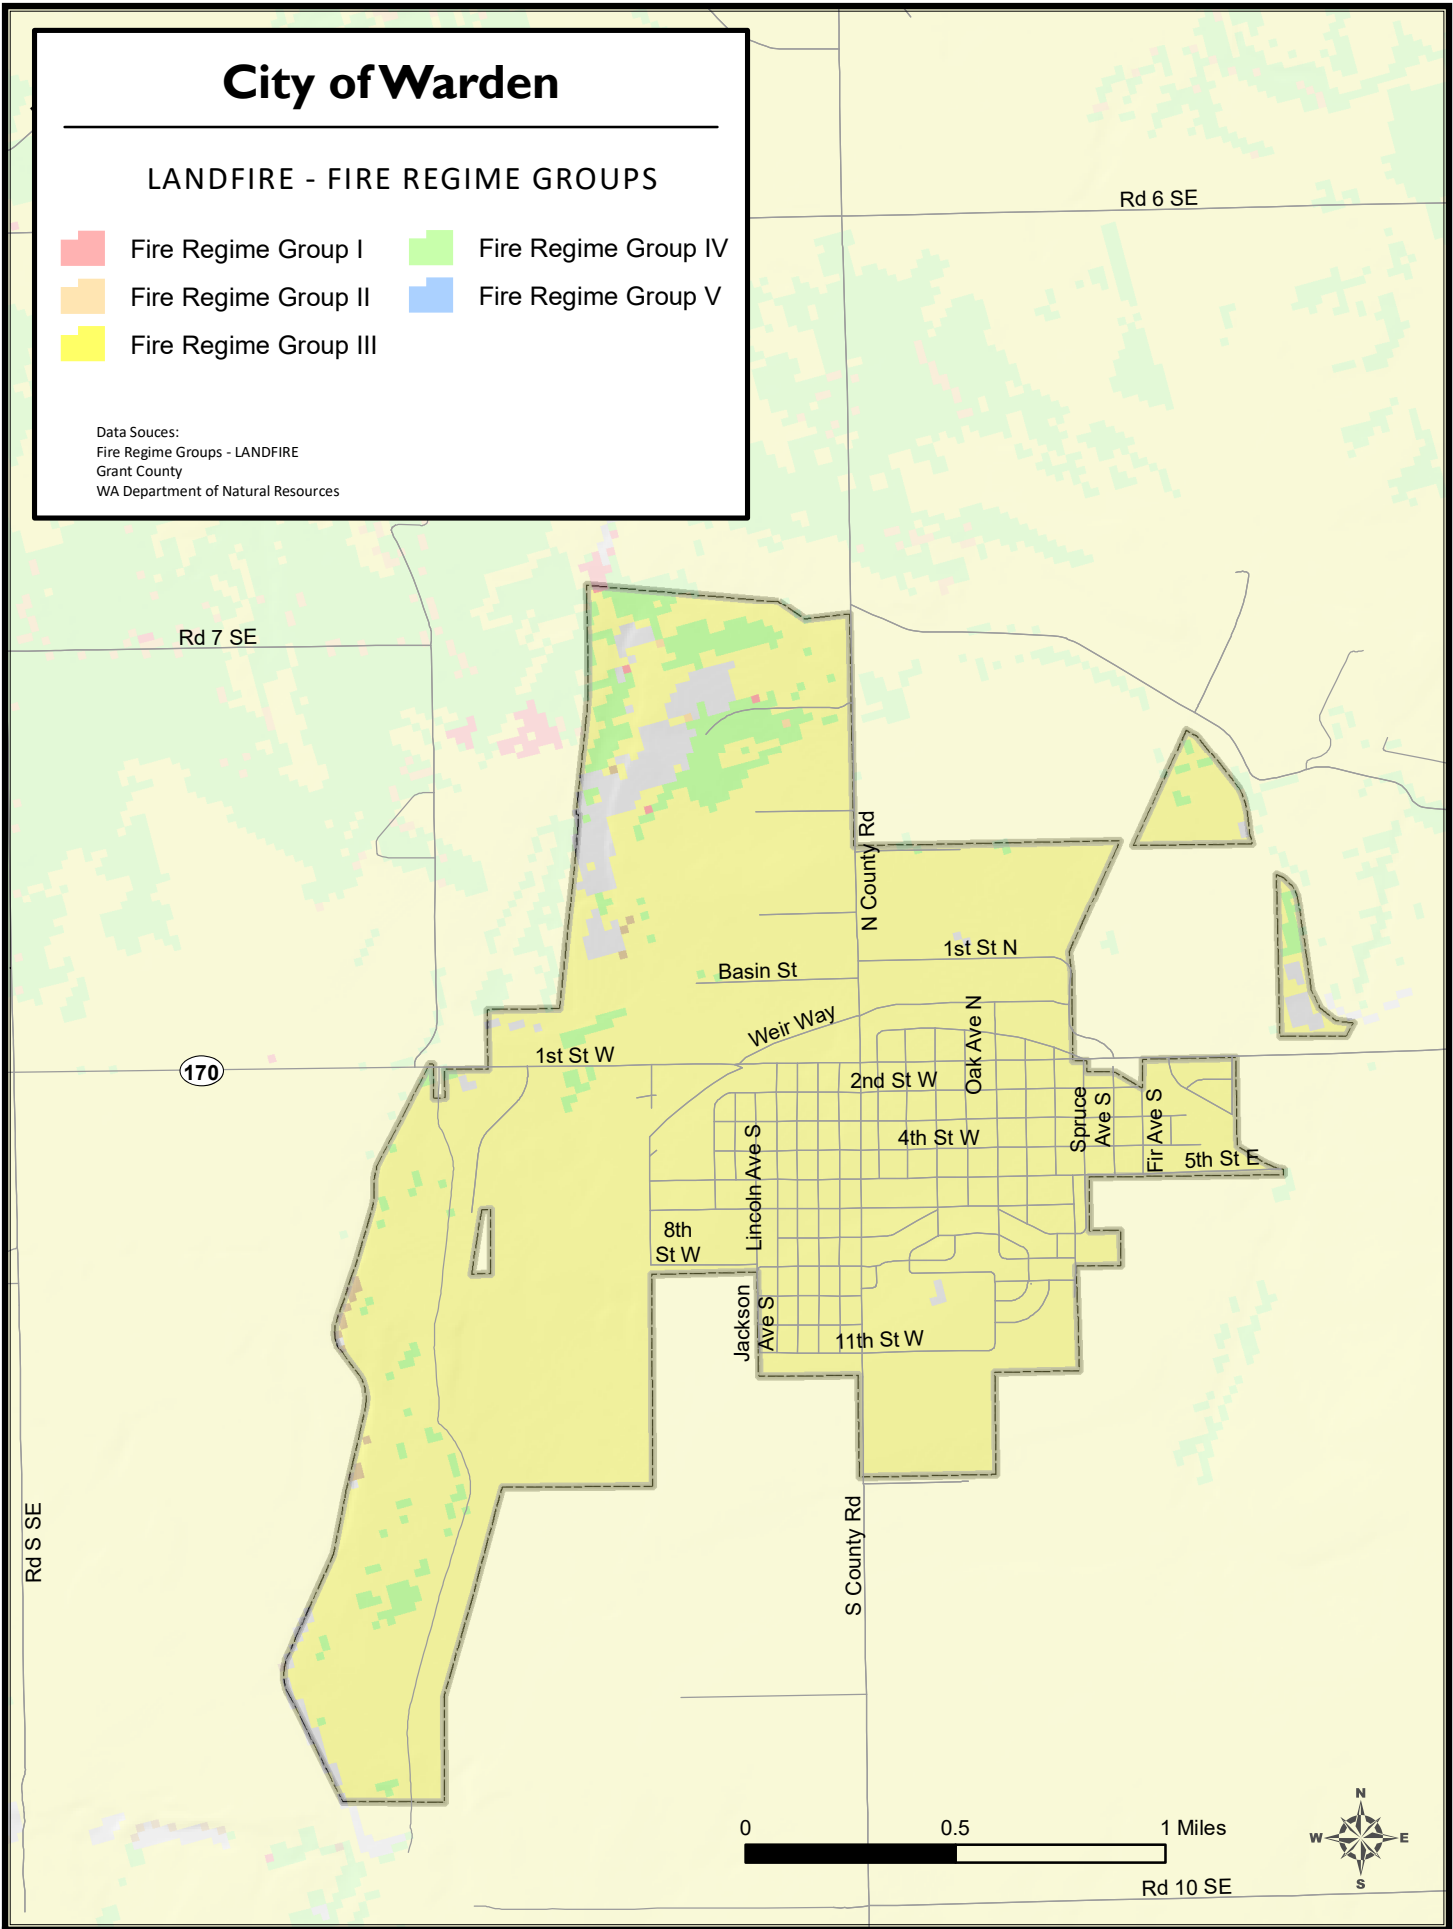 City of Warden
LANDFIRE - FIRE REGIME GROUPS
Fire Regime Group I
Fire Regime Group II
Fire Regime Group III
Fire Regime Group IV
Fire Regime Group V
Data Souces:
Fire Regime Groups - LANDFIRE
Grant County
WA Department of Natural Resources
Rd 6 SE
Rd 7 SE
N County Rd
1st St N
Basin St
Weir Way
Oak Ave N
1st St W
170
2nd St W
Spruce
Ave S
Fir Ave S
4th St W
Lincoln Ave S
5th St E
8th
St W
Jackson
Ave S
11th St W
S County Rd
Rd S SE
0 0.5 1 Miles
N
W E
S
Rd 10 SE